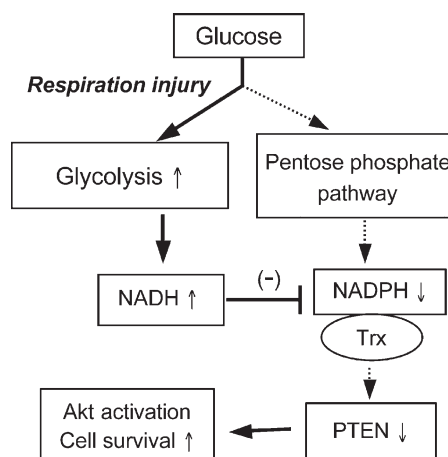 Glucose
Respiration injury
Glycolysis ↑
Pentose phosphate
pathway
NADH ↑
(-)
NADPH ↓
Trx
Akt activation
Cell survival ↑
PTEN ↓